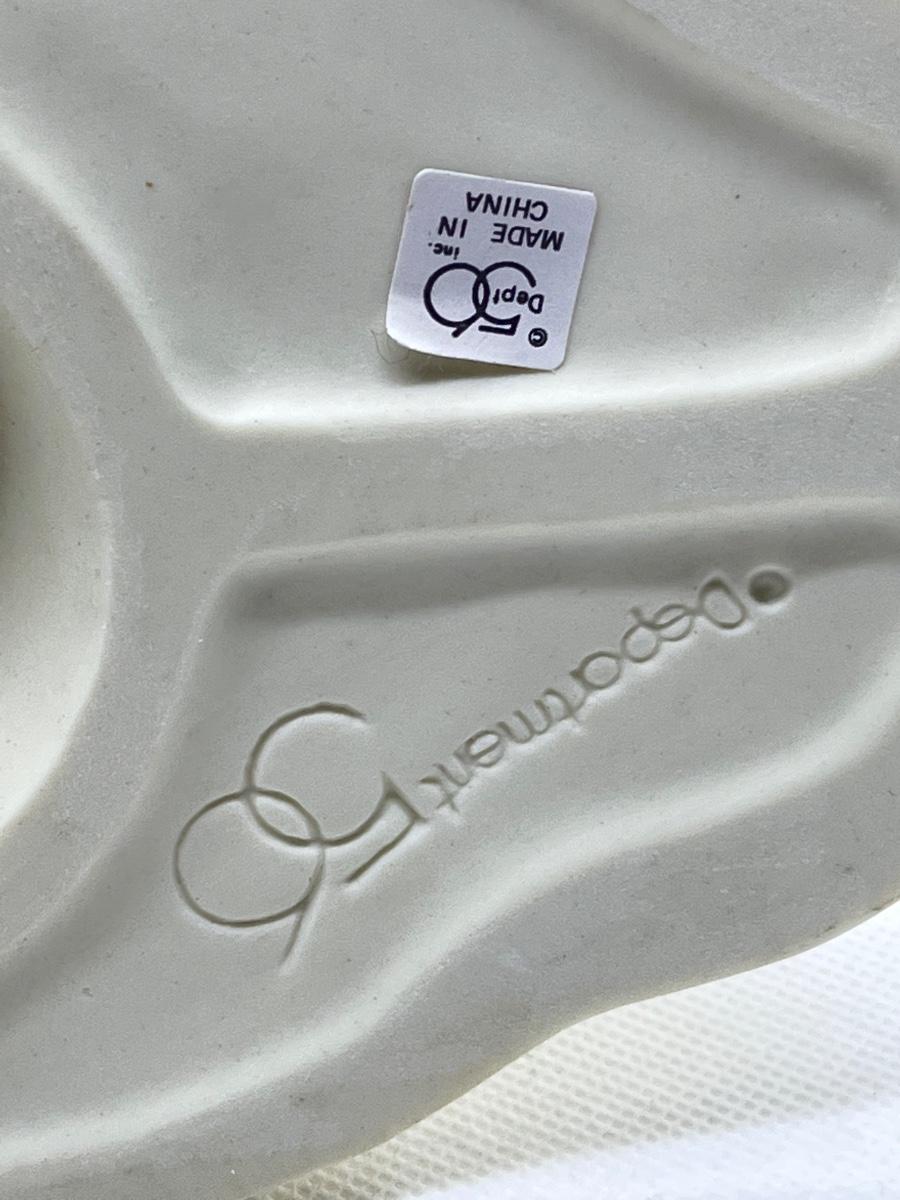 © Dept 56 inc.
MADE IN
CHINA
Department 56